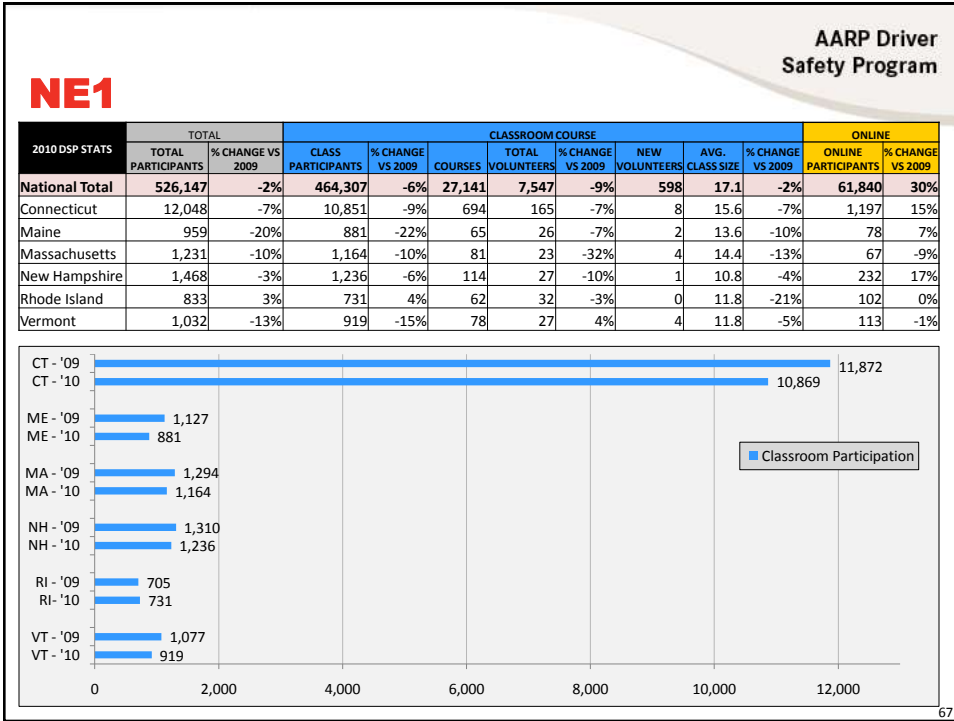 AARP Driver
Safety Program
NE1
2010 DSP STATS TOTAL CLASSROOM COURSE ONLINE
TOTAL PARTICIPANTS % CHANGE VS 2009 CLASS PARTICIPANTS % CHANGE VS 2009 COURSES TOTAL VOLUNTEERS % CHANGE VS 2009 NEW VOLUNTEERS AVG. CLASS SIZE % CHANGE VS 2009 ONLINE PARTICIPANTS % CHANGE VS 2009
National Total 526,147 -2% 464,307 -6% 27,141 7,547 -9% 598 17.1 -2% 61,840 30%
Connecticut 12,048 -7% 10,851 -9% 694 165 -7% 8 15.6 -7% 1,197 15%
Maine 959 -20% 881 -22% 65 26 -7% 2 13.6 -10% 78 7%
Massachusetts 1,231 -10% 1,164 -10% 81 23 -32% 4 14.4 -13% 67 -9%
New Hampshire 1,468 -3% 1,236 -6% 114 27 -10% 1 10.8 -4% 232 17%
Rhode Island 833 3% 731 4% 62 32 -3% 0 11.8 -21% 102 0%
Vermont 1,032 -13% 919 -15% 78 27 4% 4 11.8 -5% 113 -1%
CT - '09 11,872
CT - '10 10,869
ME - '09 1,127
ME - '10 881
Classroom Participation
MA - '09 1,294
MA - '10 1,164
NH - '09 1,310
NH - '10 1,236
RI - '09 705
RI- '10 731
VT - '09 1,077
VT - '10 919
0 2,000 4,000 6,000 8,000 10,000 12,000
67